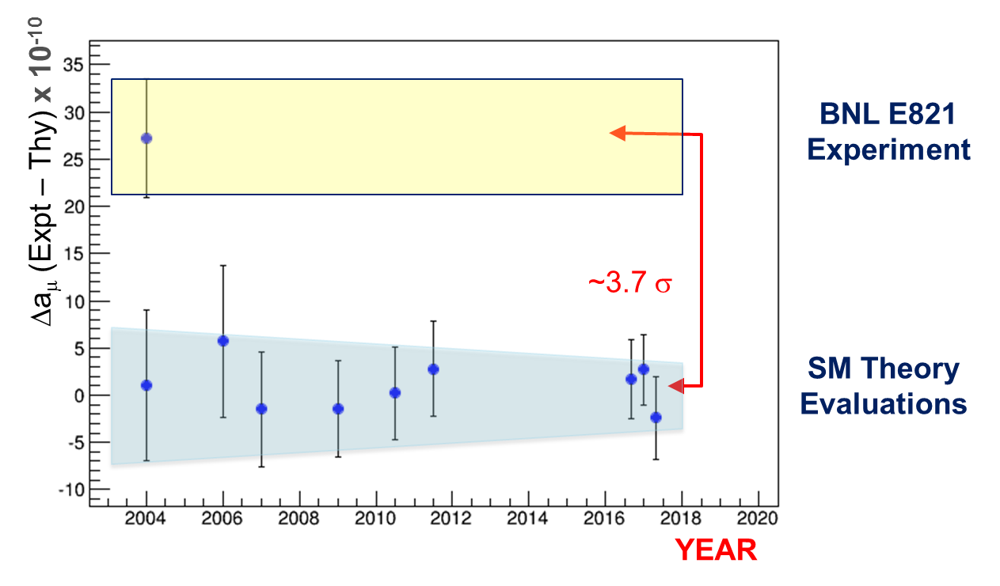 Δaμ (Expt – Thy) x 10-10
35
30
25
20
15
10
5
0
-5
-10
2004 2006 2008 2010 2012 2014 2016 2018 2020
YEAR
~3.7 σ
BNL E821
Experiment
SM Theory
Evaluations